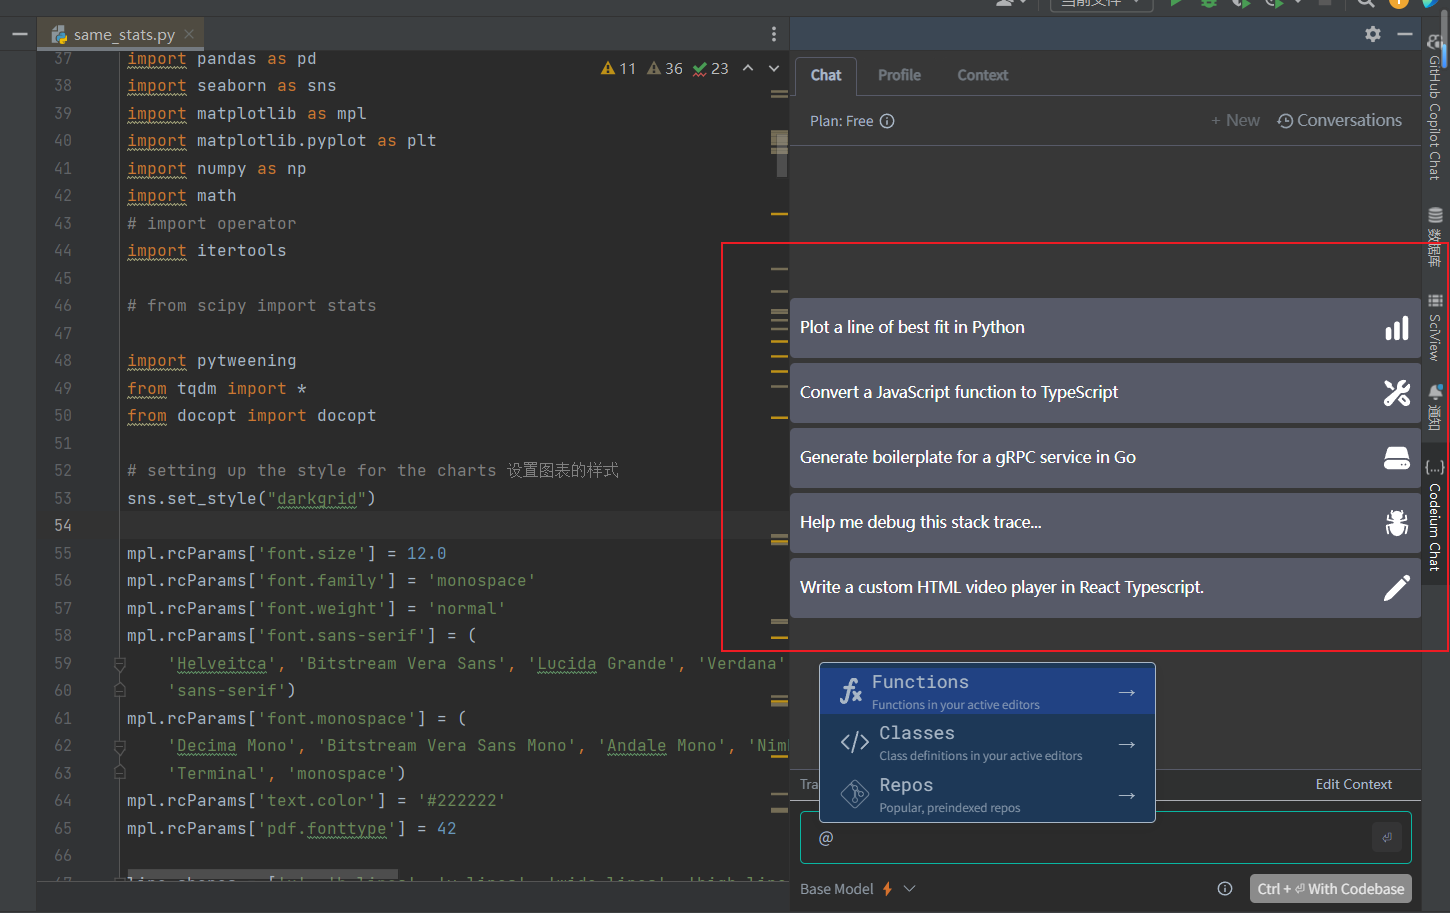 当前文件
same_stats.py
11 36 23
37 import pandas as pd
38 import seaborn as sns
39 import matplotlib as mpl
40 import matplotlib.pyplot as plt
41 import numpy as np
42 import math
43 # import operator
44 import itertools
45
46 # from scipy import stats
47
48 import pytweening
49 from tqdm import *
50 from docopt import docopt
51
52 # setting up the style for the charts 设置图表的样式
53 sns.set_style("darkgrid")
54
55 mpl.rcParams['font.size'] = 12.0
56 mpl.rcParams['font.family'] = 'monospace'
57 mpl.rcParams['font.weight'] = 'normal'
58 mpl.rcParams['font.sans-serif'] = (
59 'Helveitca', 'Bitstream Vera Sans', 'Lucida Grande', 'Verdana'
60 'sans-serif')
61 mpl.rcParams['font.monospace'] = (
62 'Decima Mono', 'Bitstream Vera Sans Mono', 'Andale Mono', 'Nim
63 'Terminal', 'monospace')
64 mpl.rcParams['text.color'] = '#222222'
65 mpl.rcParams['pdf.fonttype'] = 42
66
Chat Profile Context
Plan: Free
+ New Conversations
Plot a line of best fit in Python
Convert a JavaScript function to TypeScript
Generate boilerplate for a gRPC service in Go
Help me debug this stack trace...
Write a custom HTML video player in React Typescript.
Functions
Functions in your active editors
Classes
Class definitions in your active editors
Repos
Popular, preindexed repos
Tra
Edit Context
@
Base Model
Ctrl + ⏎ With Codebase
GitHub Copilot Chat
数据库
SciView
通知
Codeium Chat